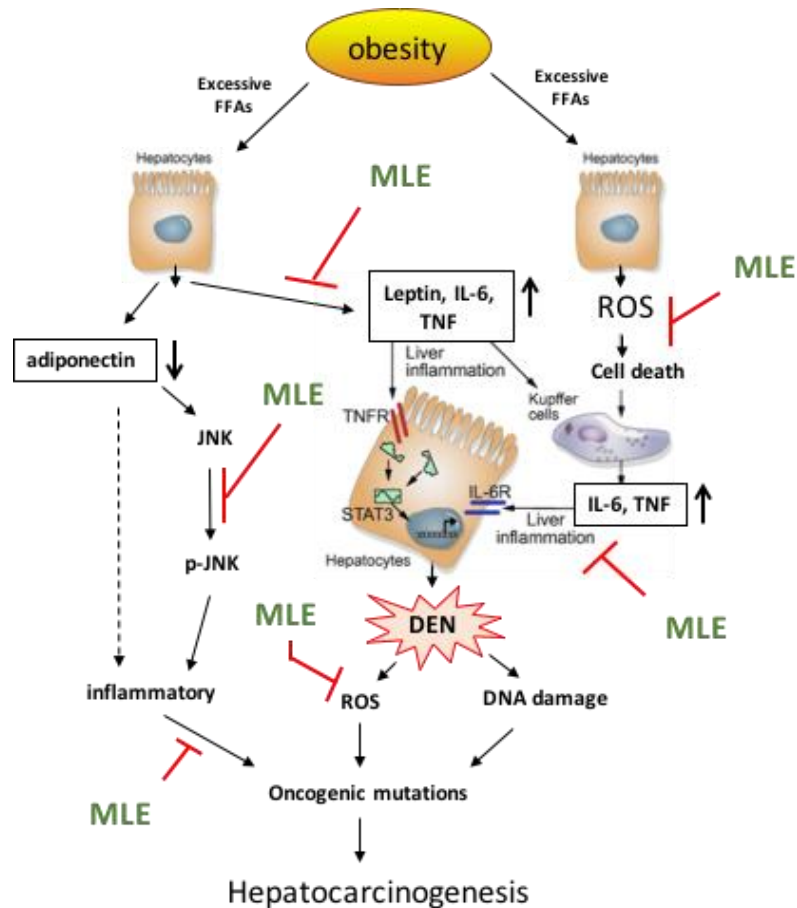 obesity
Excessive
FFAs
Excessive
FFAs
Hepatocytes
Hepatocytes
MLE
MLE
Leptin, IL-6,
TNF
ROS
adiponectin
Liver
inflammation
Cell death
MLE
Kupffer
cells
TNFR
JNK
IL-6R
IL-6, TNF
STAT3
Liver
inflammation
Hepatocytes
p-JNK
MLE
DEN
MLE
inflammatory
ROS
DNA damage
MLE
Oncogenic mutations
Hepatocarcinogenesis